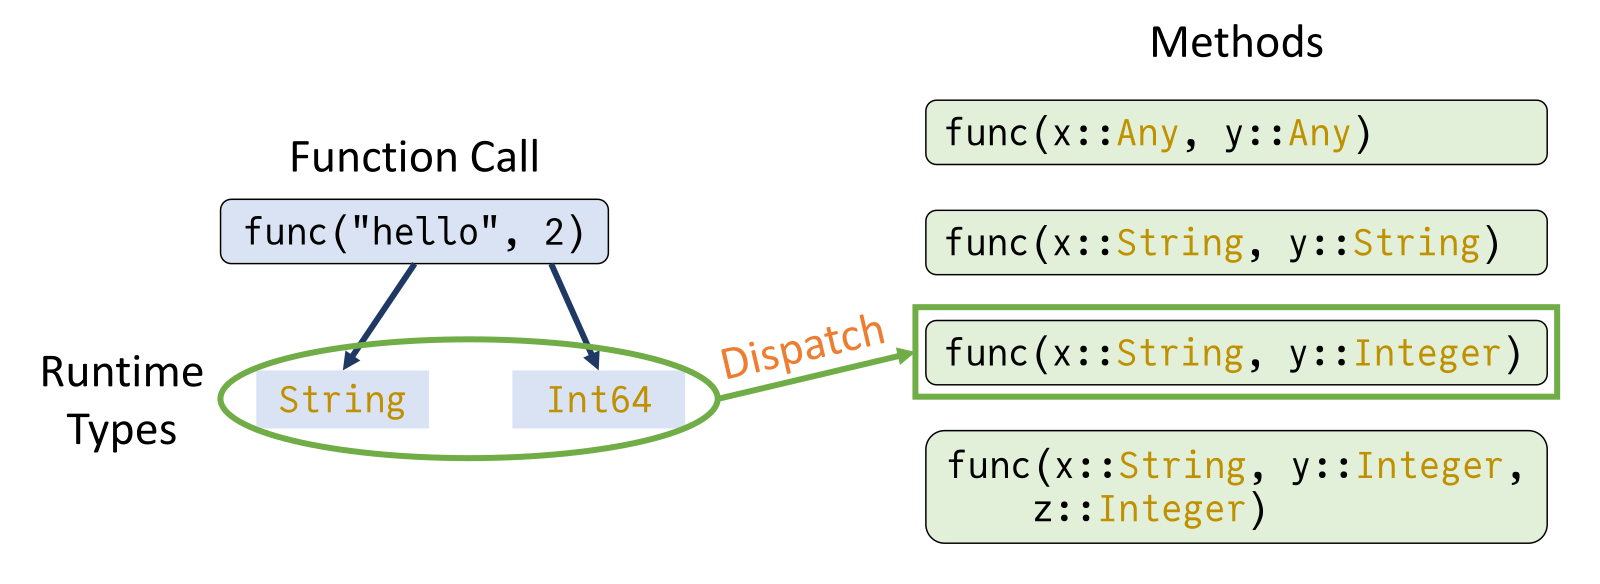 Function Call
func("hello", 2)
Runtime
Types
String
Int64
Dispatch
Methods
func(x::Any, y::Any)
func(x::String, y::String)
func(x::String, y::Integer)
func(x::String, y::Integer,
z::Integer)